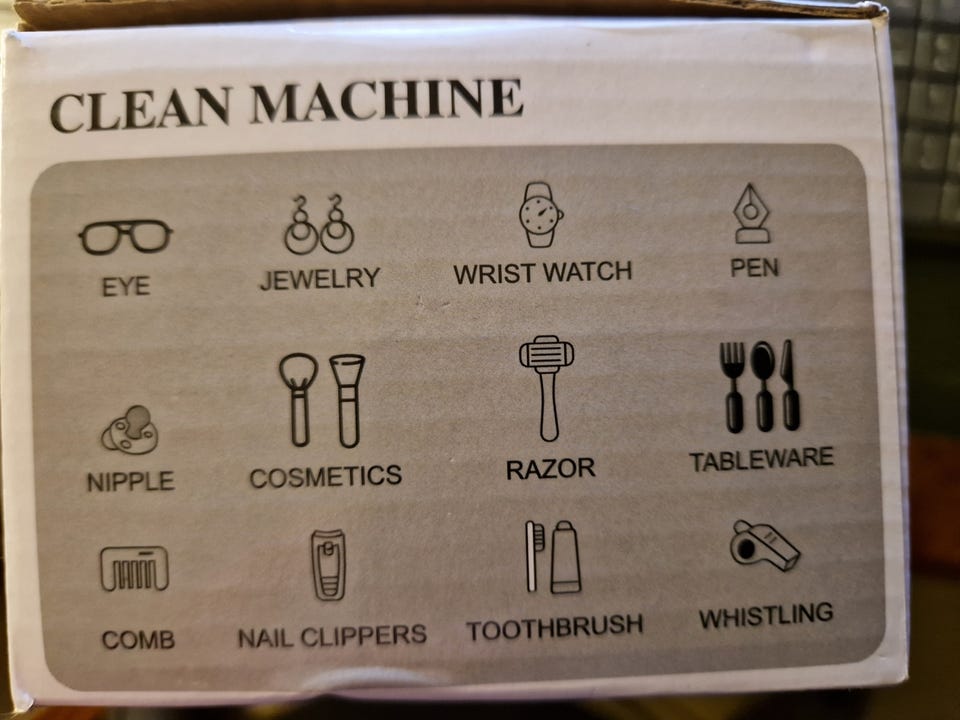 CLEAN MACHINE
EYE JEWELRY WRIST WATCH PEN
NIPPLE COSMETICS RAZOR TABLEWARE
COMB NAIL CLIPPERS TOOTHBRUSH WHISTLING